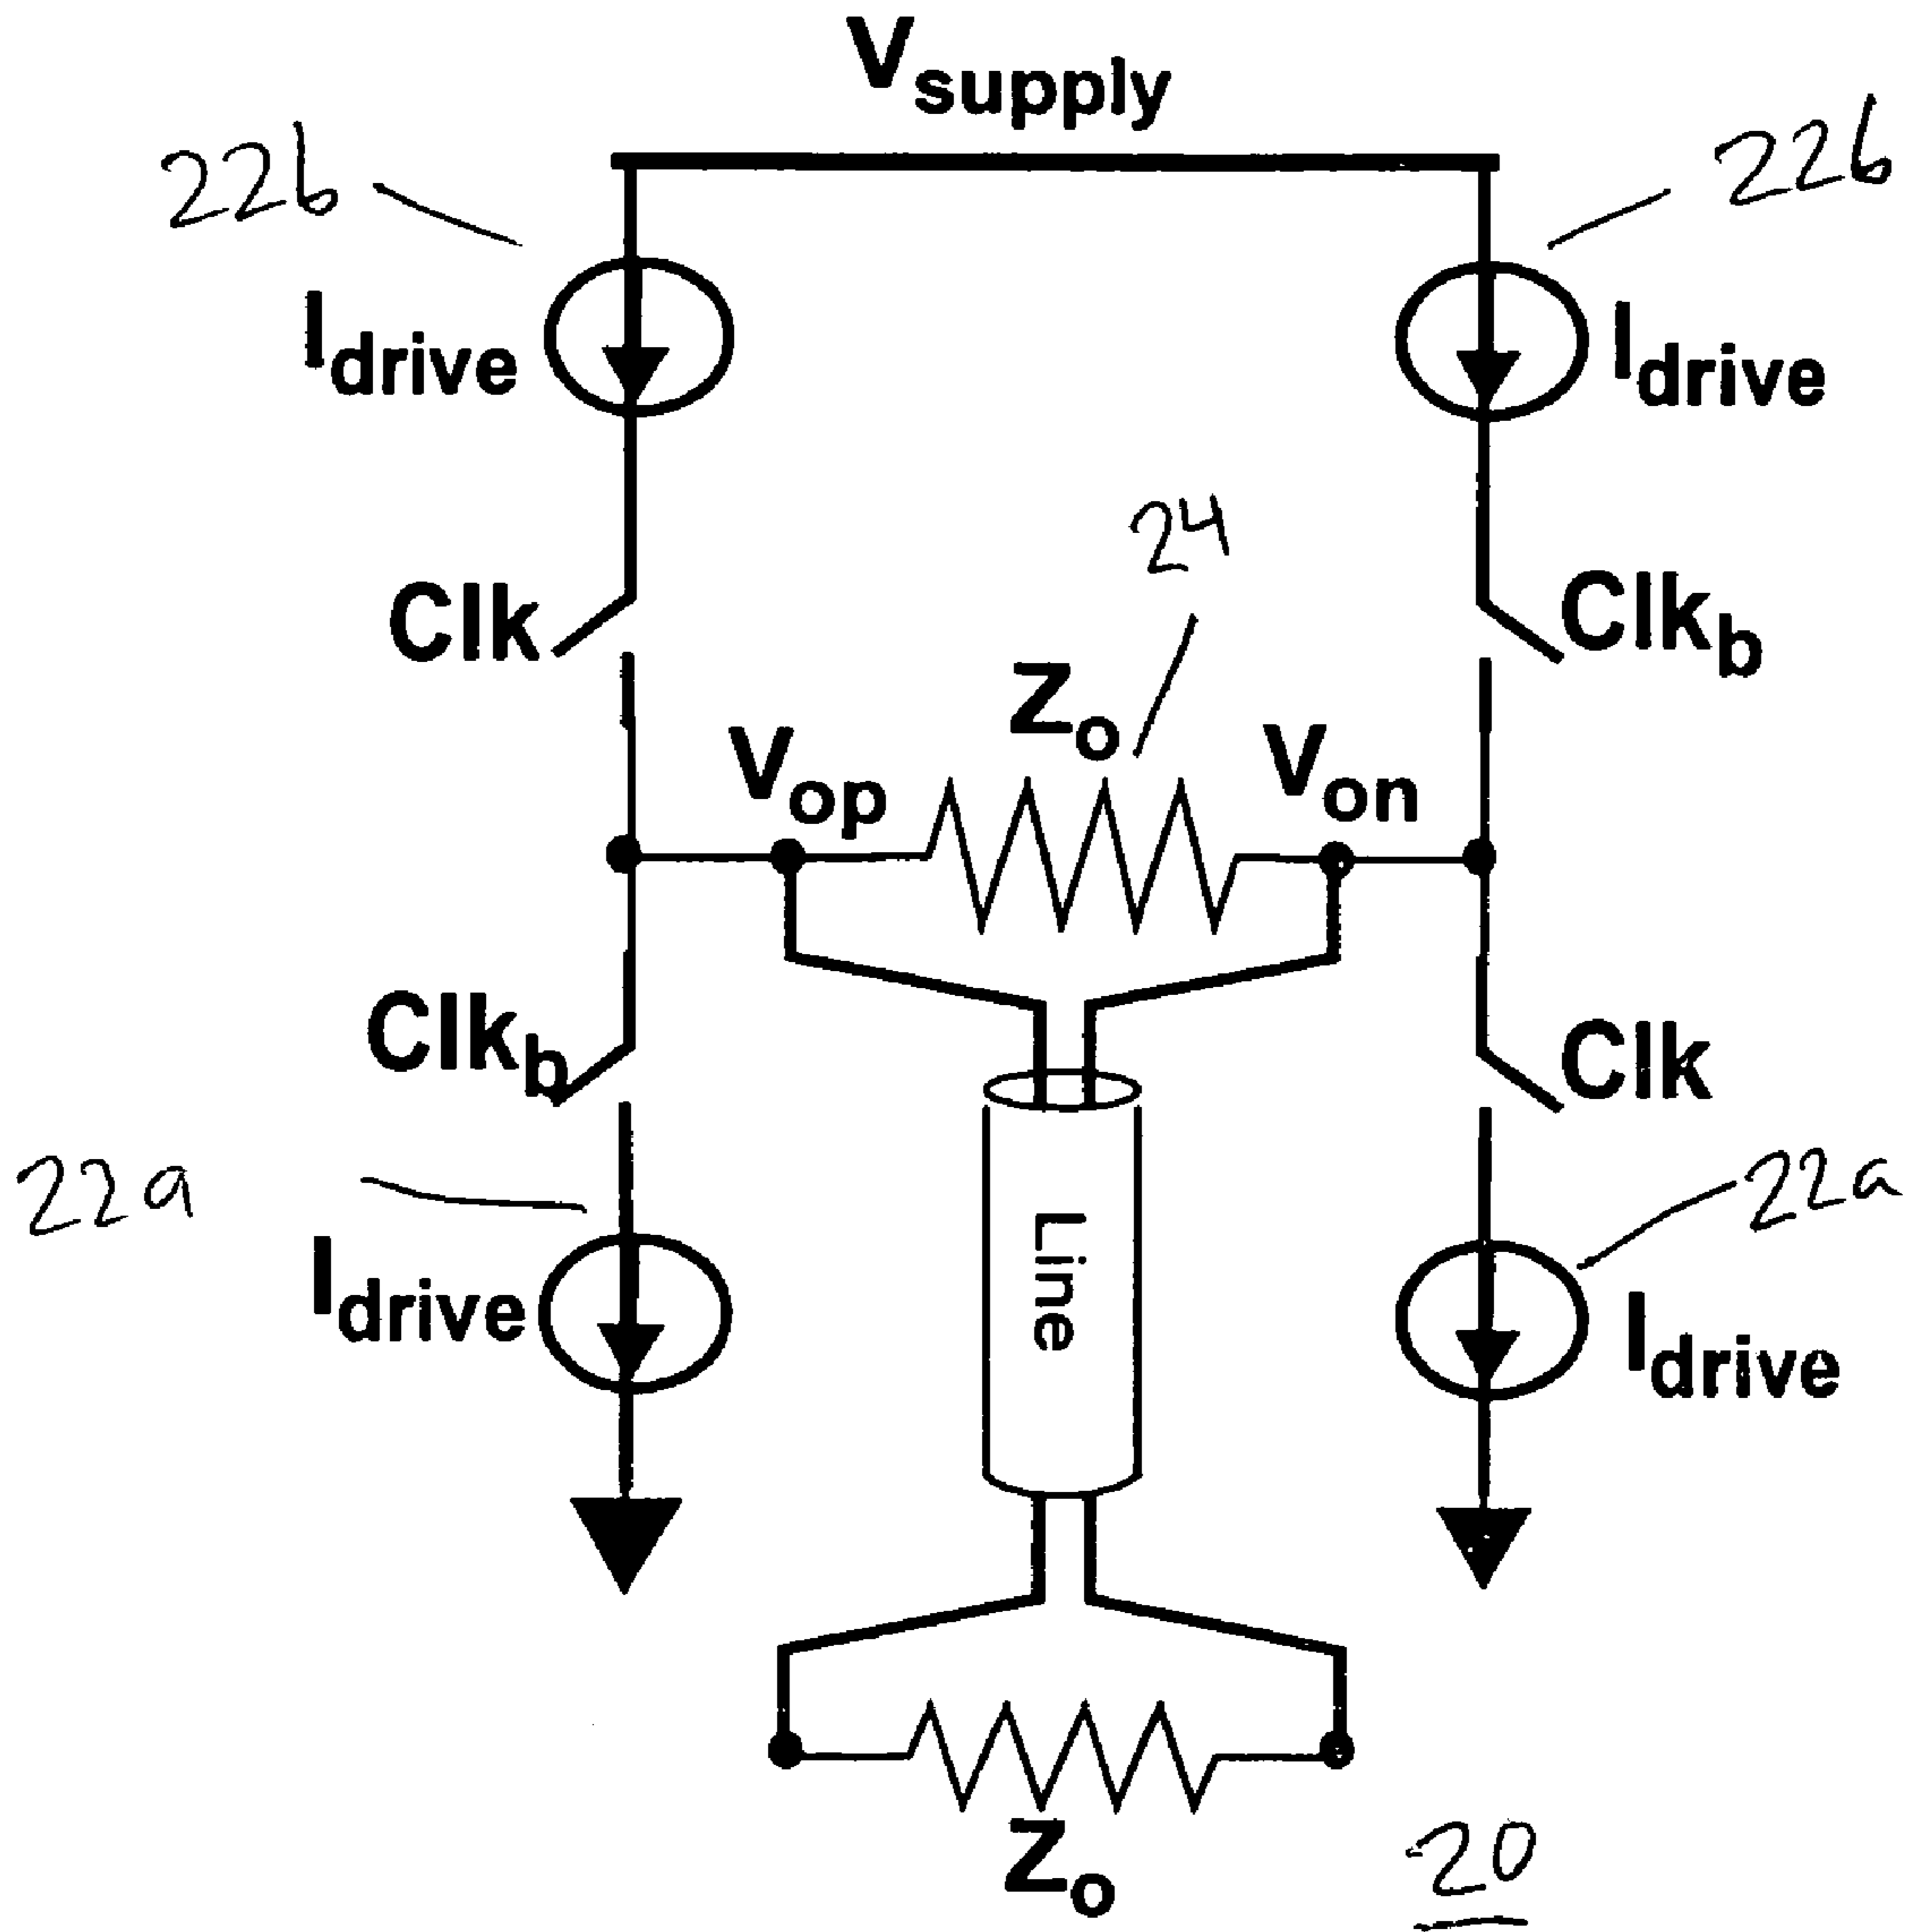 Vsupply
22b
22b
Idrive
Idrive
24
Clk
Clkb
Zo
Vop
Von
Clkb
Clk
22a
22a
Line
Idrive
Idrive
Zo
20